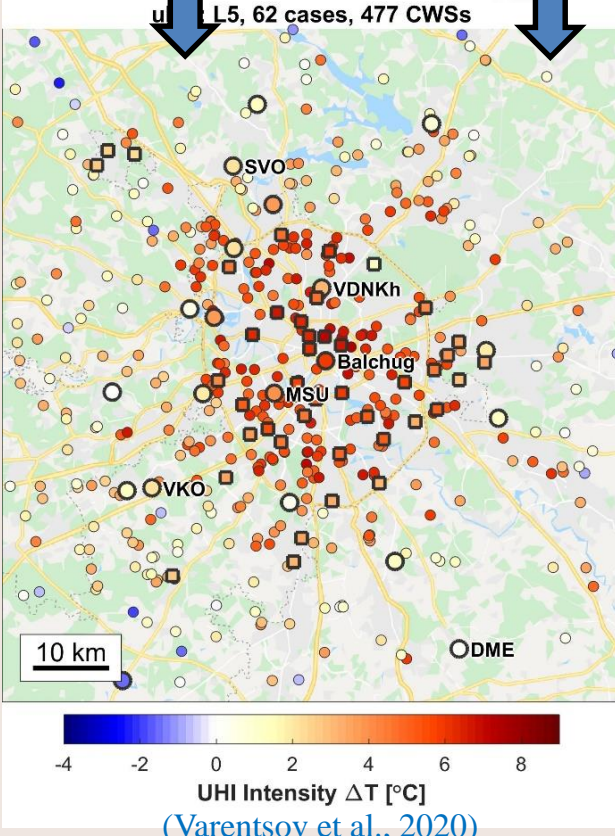 L5, 62 cases, 477 CWSs
SVO
VDNKh
Balchug
MSU
VKO
10 km
DME
-4 -2 0 2 4 6 8
UHI Intensity ΔT [°C]
(Varentsov et al., 2020)